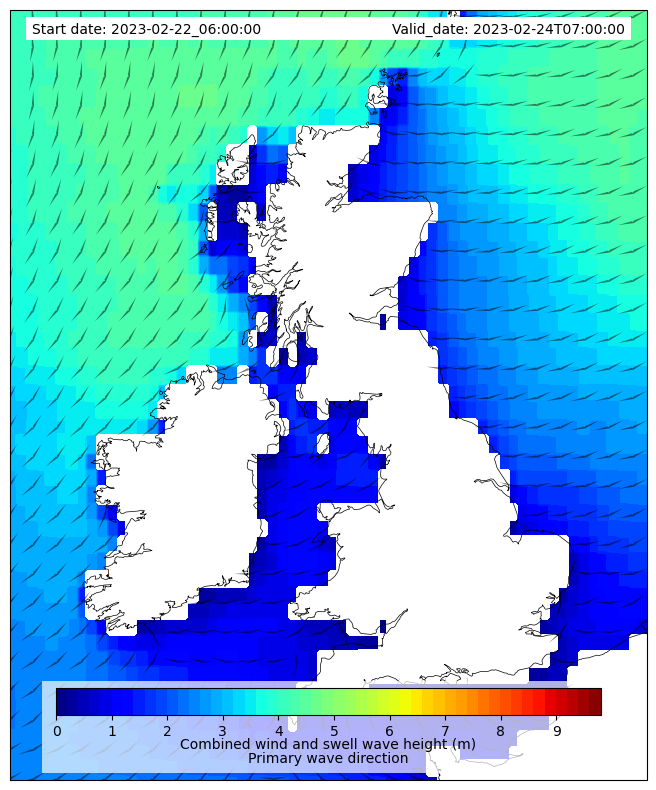 Start date: 2023-02-22_06:00:00 Valid_date: 2023-02-24T07:00:00
0 1 2 3 4 5 6 7 8 9
Combined wind and swell wave height (m)
Primary wave direction